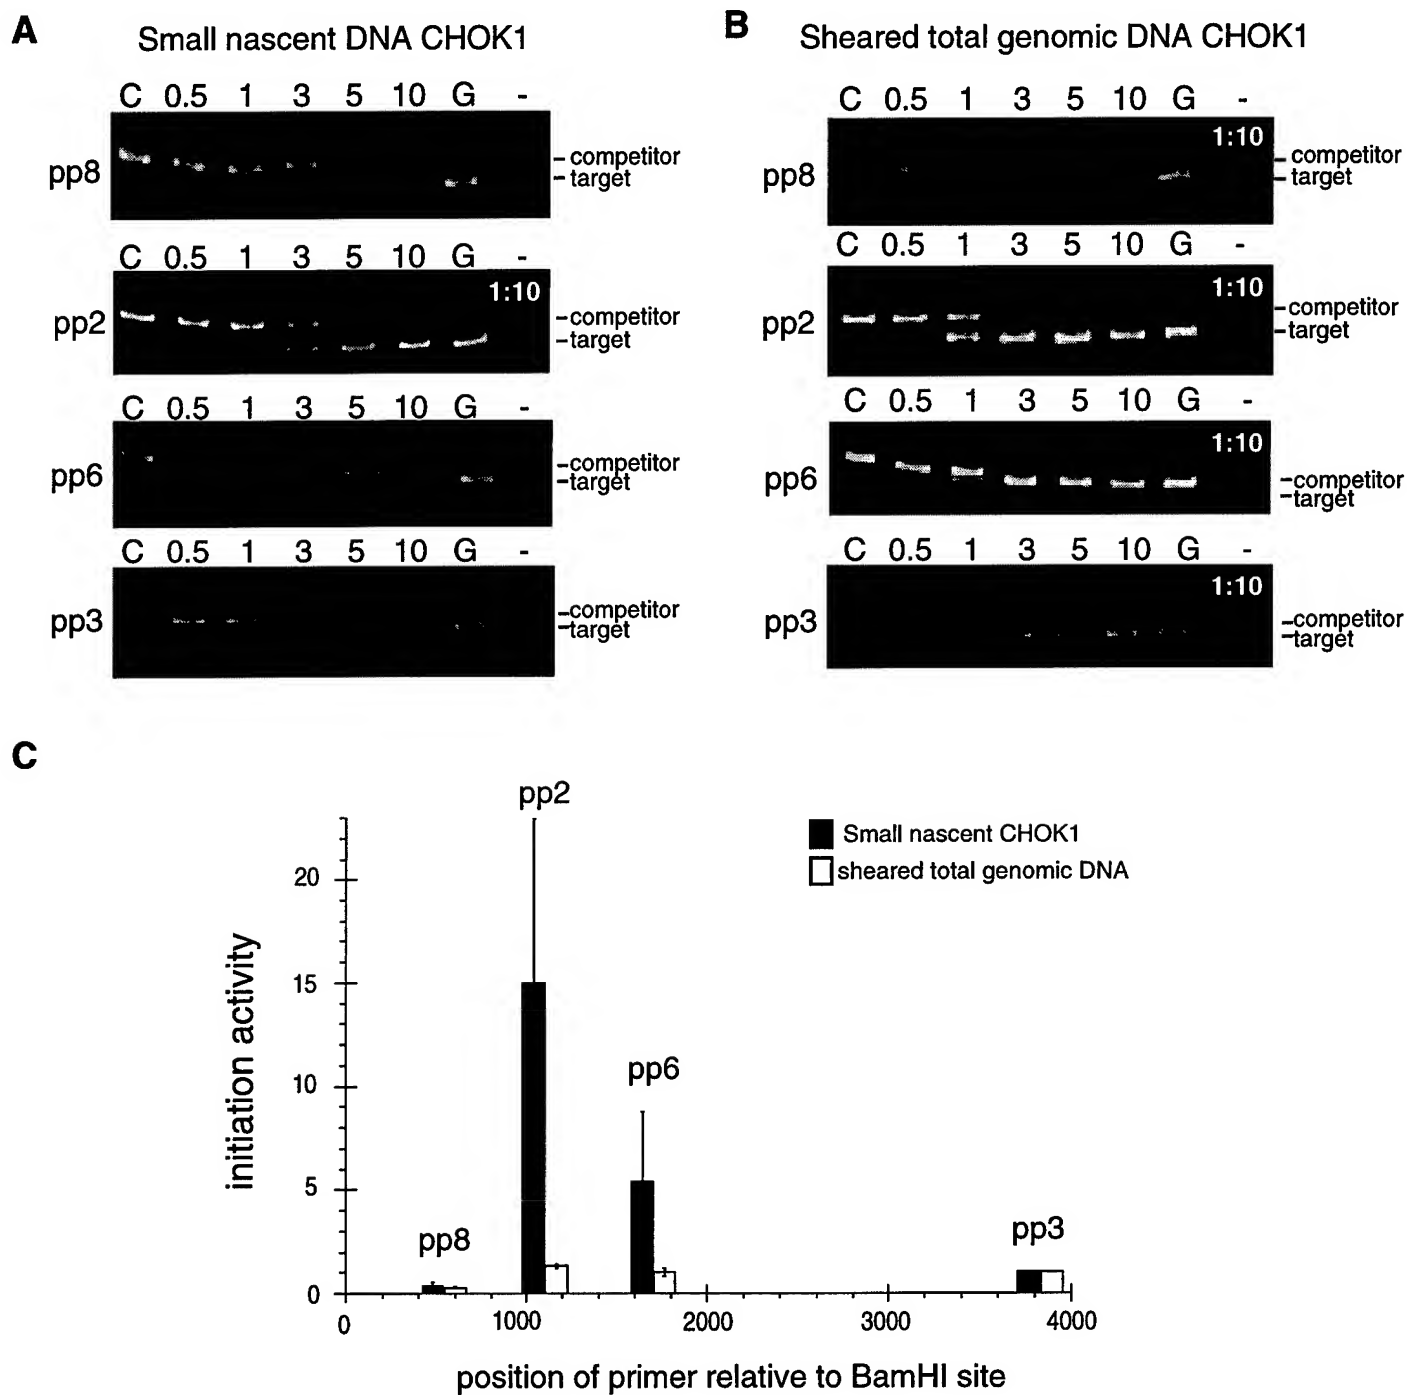 A
Small nascent DNA CHOK1
C 0.5 1 3 5 10 G -
pp8
-competitor
-target
C 0.5 1 3 5 10 G -
1:10
pp2
-competitor
-target
C 0.5 1 3 5 10 G -
pp6
-competitor
-target
C 0.5 1 3 5 10 G -
pp3
-competitor
-target
B
Sheared total genomic DNA CHOK1
C 0.5 1 3 5 10 G -
1:10
pp8
- competitor
- target
C 0.5 1 3 5 10 G -
1:10
pp2
-competitor
-target
C 0.5 1 3 5 10 G -
1:10
pp6
-competitor
-target
C 0.5 1 3 5 10 G -
1:10
pp3
-competitor
-target
C
pp2
Small nascent CHOK1
sheared total genomic DNA
20
15
10
5
0
initiation activity
pp6
pp8
pp3
0 1000 2000 3000 4000
position of primer relative to BamHI site